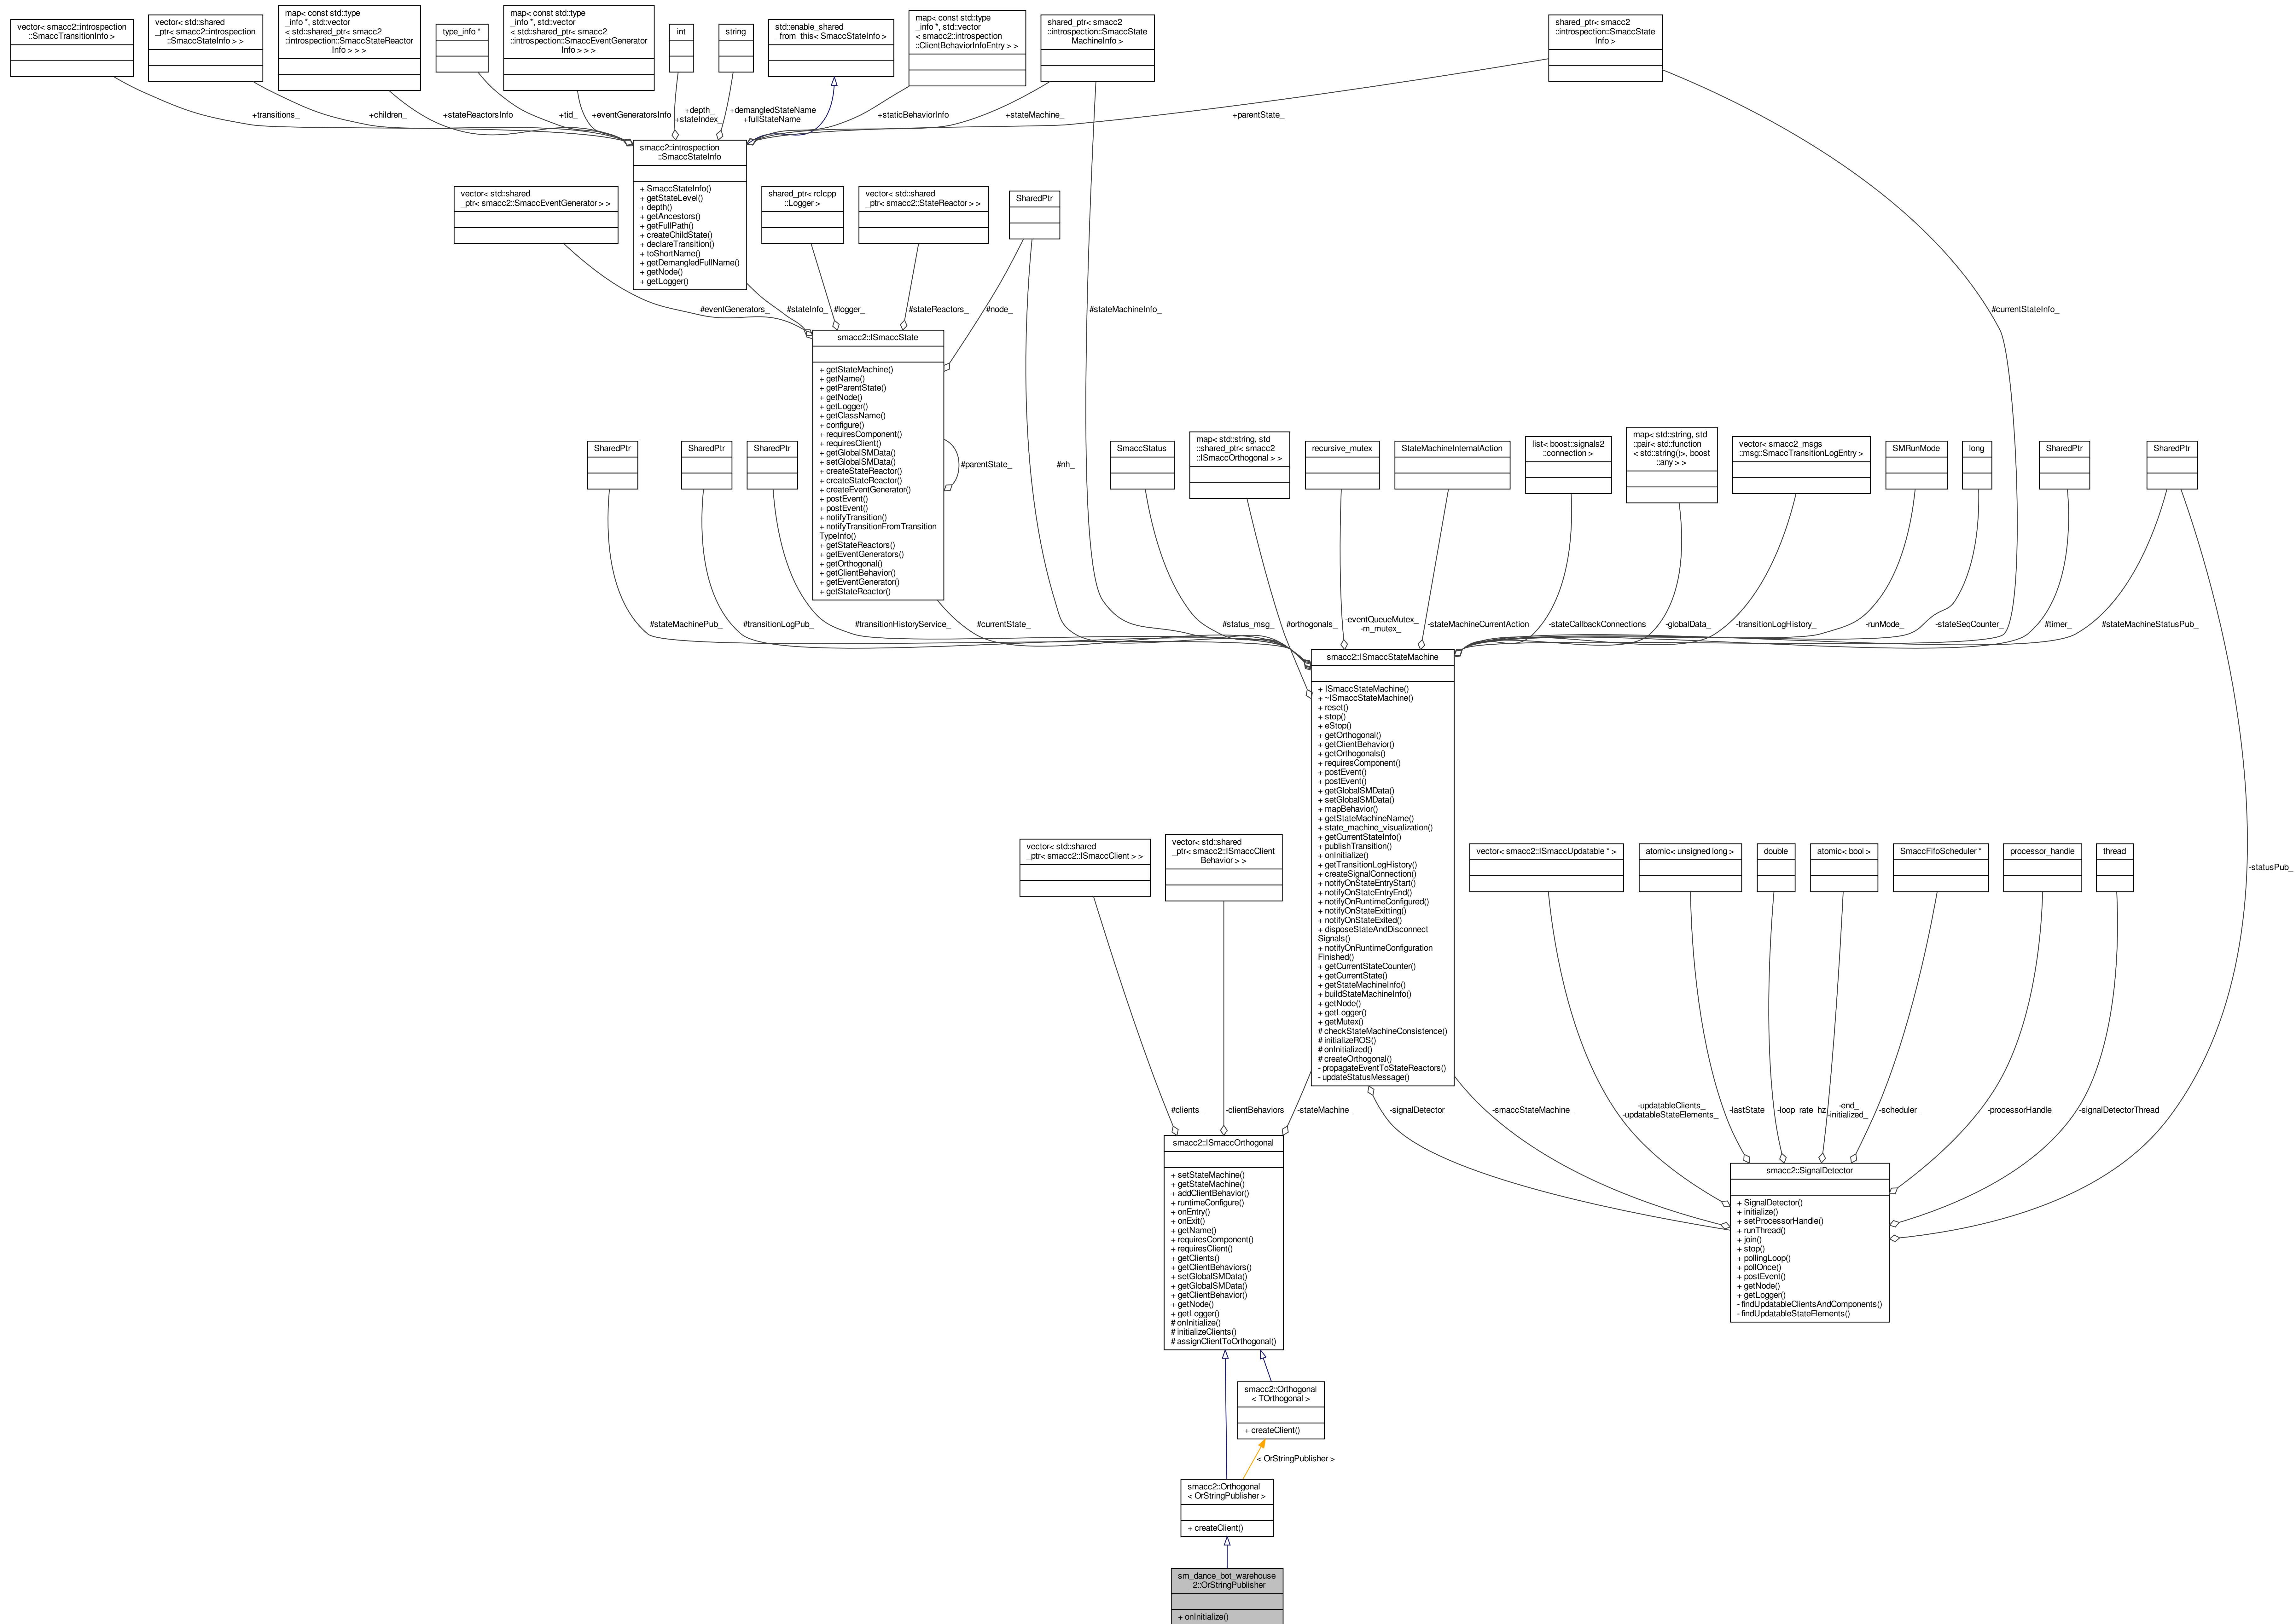 vector< smacc2::introspection
::SmaccTransitionInfo >
vector< std::shared
_ptr< smacc2::introspection
::SmaccStateInfo > >
map< const std::type
_info *, std::vector
< std::shared_ptr< smacc2
::introspection::SmaccStateReactor
Info > > >
type_info *
map< const std::type
_info *, std::vector
< std::shared_ptr< smacc2
::introspection::SmaccEventGenerator
Info > > >
int
string
std::enable_shared
_from_this< SmaccStateInfo >
map< const std::type
_info *, std::vector
< smacc2::introspection
::ClientBehaviorInfoEntry > >
shared_ptr< smacc2
::introspection::SmaccState
MachineInfo >
shared_ptr< smacc2
::introspection::SmaccState
Info >
+transitions_
+children_
+stateReactorsInfo
+tid_
+eventGeneratorsInfo
+depth_
+stateIndex_
+demangledStateName
+fullStateName
+staticBehaviorInfo
+stateMachine_
+parentState_
smacc2::introspection
::SmaccStateInfo
+ SmaccStateInfo()
+ getStateLevel()
+ depth()
+ getAncestors()
+ getFullPath()
+ createChildState()
+ declareTransition()
+ toShortName()
+ getDemangledFullName()
+ getNode()
+ getLogger()
vector< std::shared
_ptr< smacc2::SmaccEventGenerator > >
shared_ptr< rclcpp
::Logger >
vector< std::shared
_ptr< smacc2::StateReactor > >
SharedPtr
#eventGenerators_
#stateInfo_
#logger_
#stateReactors_
#node_
#stateMachineInfo_
#currentStateInfo_
smacc2::ISmaccState
+ getStateMachine()
+ getName()
+ getParentState()
+ getNode()
+ getLogger()
+ getClassName()
+ configure()
+ requiresComponent()
+ requiresClient()
+ getGlobalSMData()
+ setGlobalSMData()
+ createStateReactor()
+ createStateReactor()
+ createEventGenerator()
+ postEvent()
+ postEvent()
+ notifyTransition()
+ notifyTransitionFromTransition
TypeInfo()
+ getStateReactors()
+ getEventGenerators()
+ getOrthogonal()
+ getClientBehavior()
+ getEventGenerator()
+ getStateReactor()
#parentState_
#nh_
SharedPtr
SharedPtr
SharedPtr
SmaccStatus
map< std::string, std
::shared_ptr< smacc2
::ISmaccOrthogonal > >
recursive_mutex
StateMachineInternalAction
list< boost::signals2
::connection >
map< std::string, std
::pair< std::function
< std::string()>, boost
::any > >
vector< smacc2_msgs
::msg::SmaccTransitionLogEntry >
SMRunMode
long
SharedPtr
SharedPtr
#stateMachinePub_
#transitionLogPub_
#transitionHistoryService_
#currentState_
#status_msg_
#orthogonals_
-eventQueueMutex_
-m_mutex_
-stateMachineCurrentAction
-stateCallbackConnections
-globalData_
-transitionLogHistory_
-runMode_
-stateSeqCounter_
#timer_
#stateMachineStatusPub_
smacc2::ISmaccStateMachine
+ ISmaccStateMachine()
+ ~ISmaccStateMachine()
+ reset()
+ stop()
+ eStop()
+ getOrthogonal()
+ getClientBehavior()
+ getOrthogonals()
+ requiresComponent()
+ postEvent()
+ postEvent()
+ getGlobalSMData()
+ setGlobalSMData()
+ mapBehavior()
+ getStateMachineName()
+ state_machine_visualization()
+ getCurrentStateInfo()
+ publishTransition()
+ onInitialize()
+ getTransitionLogHistory()
+ createSignalConnection()
+ notifyOnStateEntryStart()
+ notifyOnStateEntryEnd()
+ notifyOnRuntimeConfigured()
+ notifyOnStateExitting()
+ notifyOnStateExited()
+ disposeStateAndDisconnect
Signals()
+ notifyOnRuntimeConfiguration
Finished()
+ getCurrentStateCounter()
+ getCurrentState()
+ getStateMachineInfo()
+ buildStateMachineInfo()
+ getNode()
+ getLogger()
+ getMutex()
# checkStateMachineConsistence()
# initializeROS()
# onInitialized()
# createOrthogonal()
- propagateEventToStateReactors()
- updateStatusMessage()
vector< std::shared
_ptr< smacc2::ISmaccClient > >
vector< std::shared
_ptr< smacc2::ISmaccClient
Behavior > >
vector< smacc2::ISmaccUpdatable * >
atomic< unsigned long >
double
atomic< bool >
SmaccFifoScheduler *
processor_handle
thread
-statusPub_
#clients_
-clientBehaviors_
-stateMachine_
-signalDetector_
-smaccStateMachine_
-updatableClients_
-updatableStateElements_
-lastState_
-loop_rate_hz
-end_
-initialized_
-scheduler_
-processorHandle_
-signalDetectorThread_
smacc2::ISmaccOrthogonal
+ setStateMachine()
+ getStateMachine()
+ addClientBehavior()
+ runtimeConfigure()
+ onEntry()
+ onExit()
+ getName()
+ requiresComponent()
+ requiresClient()
+ getClients()
+ getClientBehaviors()
+ setGlobalSMData()
+ getGlobalSMData()
+ getClientBehavior()
+ getNode()
+ getLogger()
# onInitialize()
# initializeClients()
# assignClientToOrthogonal()
smacc2::SignalDetector
+ SignalDetector()
+ initialize()
+ setProcessorHandle()
+ runThread()
+ join()
+ stop()
+ pollingLoop()
+ pollOnce()
+ postEvent()
+ getNode()
+ getLogger()
- findUpdatableClientsAndComponents()
- findUpdatableStateElements()
smacc2::Orthogonal
< TOrthogonal >
+ createClient()
< OrStringPublisher >
smacc2::Orthogonal
< OrStringPublisher >
+ createClient()
sm_dance_bot_warehouse
_2::OrStringPublisher
+ onInitialize()